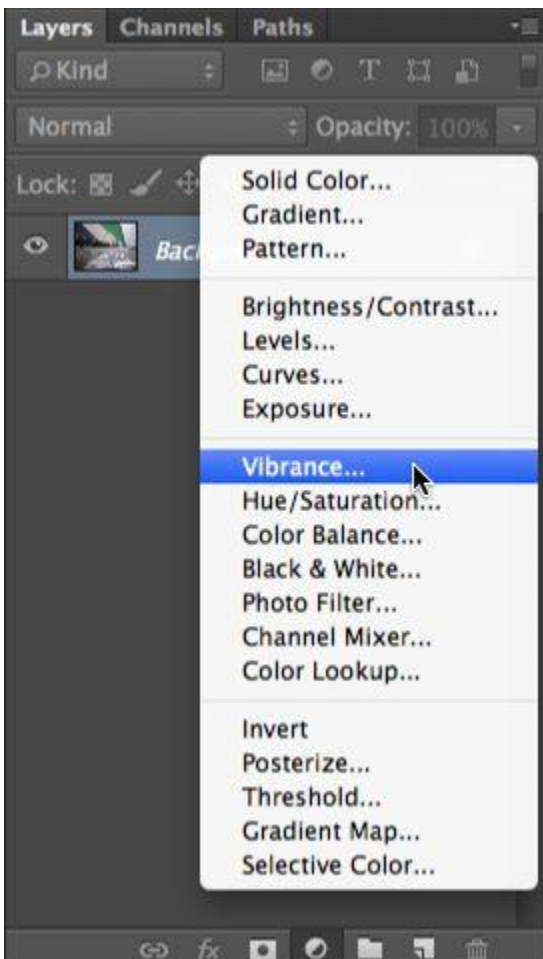 Layers Channels Paths
Kind
T
Normal Opacity: 100%
Lock:
Solid Color...
Gradient...
Pattern...
Brightness/Contrast...
Levels...
Curves...
Exposure...
Vibrance...
Hue/Saturation...
Color Balance...
Black & White...
Photo Filter...
Channel Mixer...
Color Lookup...
Invert
Posterize...
Threshold...
Gradient Map...
Selective Color...
fx